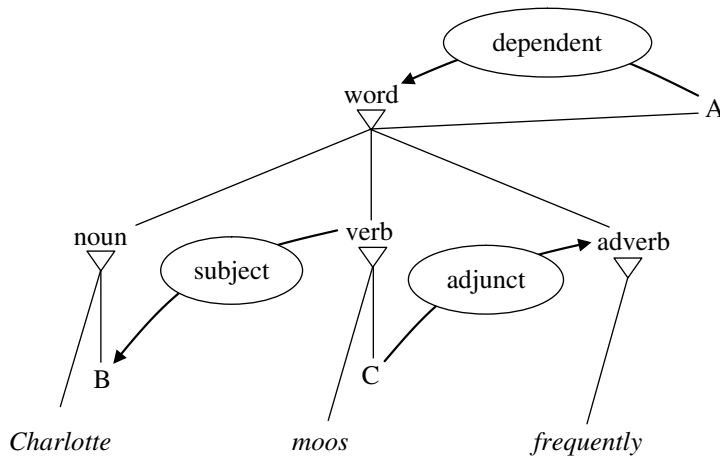 dependent
word
A
noun
subject
verb
adjunct
adverb
B
C
Charlotte
moos
frequently